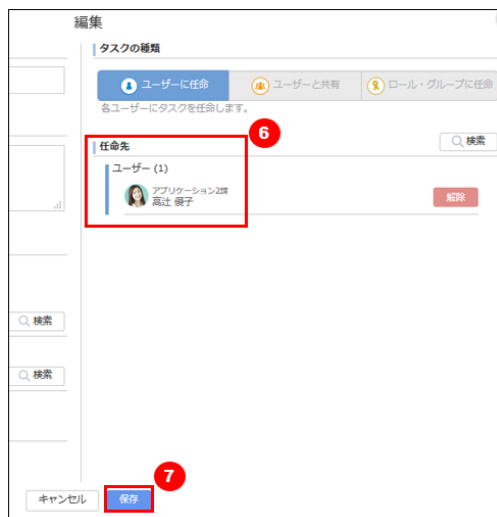 編集
タスクの種類
ユーザーに任命
ユーザーと共有
ロール・グループに任命
各ユーザーにタスクを任命します。
6
任命先
検索
ユーザー (1)
アプリケーション2課
高辻 優子
解除
検索
検索
7
キャンセル
保存